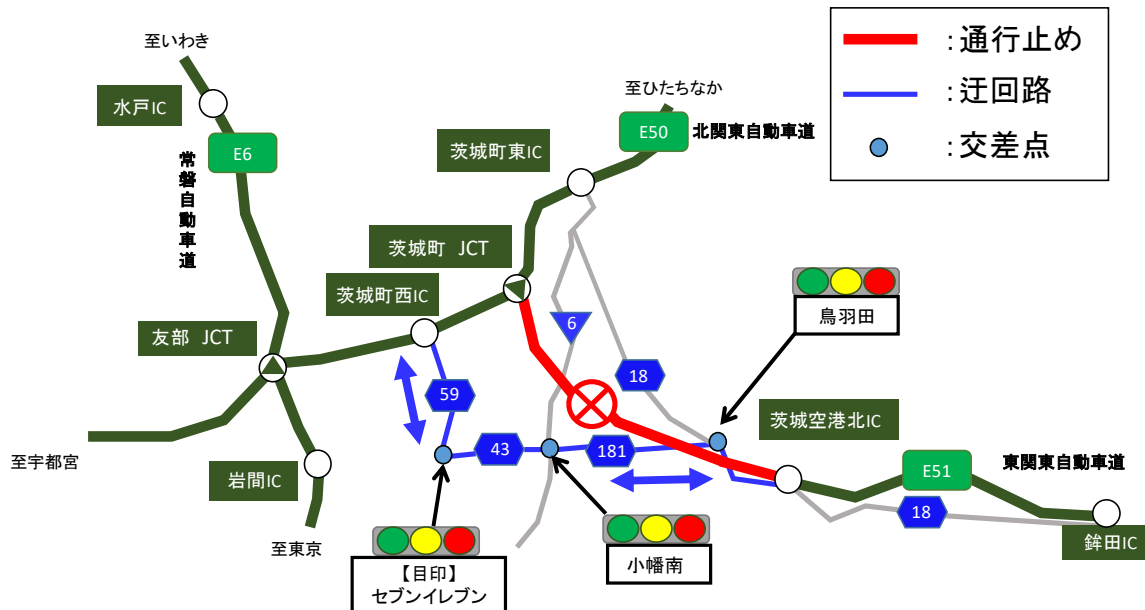 至いわき
水戸IC
E6
常磐自動車道
至ひたちなか
E50
北関東自動車道
茨城町東IC
：通行止め
：迂回路
：交差点
茨城町 JCT
茨城町西IC
友部 JCT
6
18
鳥羽田
59
茨城空港北IC
43
181
至宇都宮
岩間IC
E51
東関東自動車道
18
鉾田IC
至東京
【目印】
セブンイレブン
小幡南